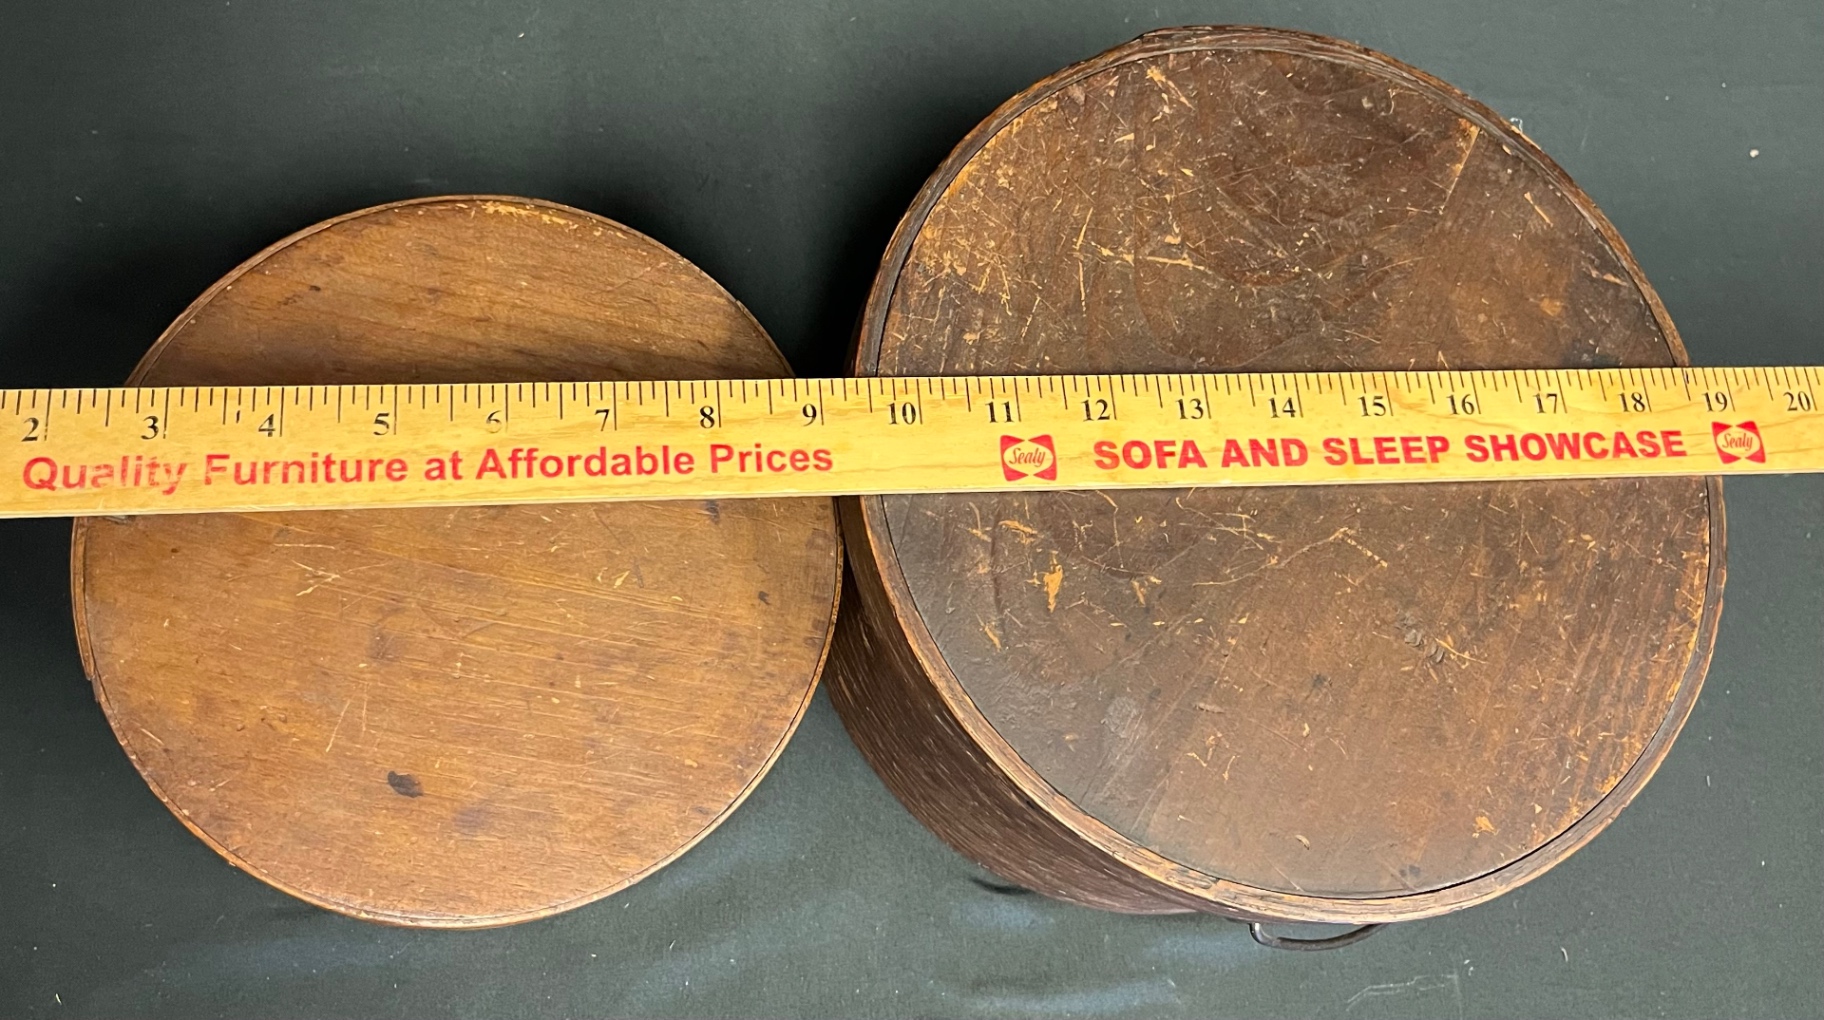 2 3 4 5 6 7 8 9 10 11 12 13 14 15 16 17 18 19 20
Quality Furniture at Affordable Prices Sealy SOFA AND SLEEP SHOWCASE Sealy